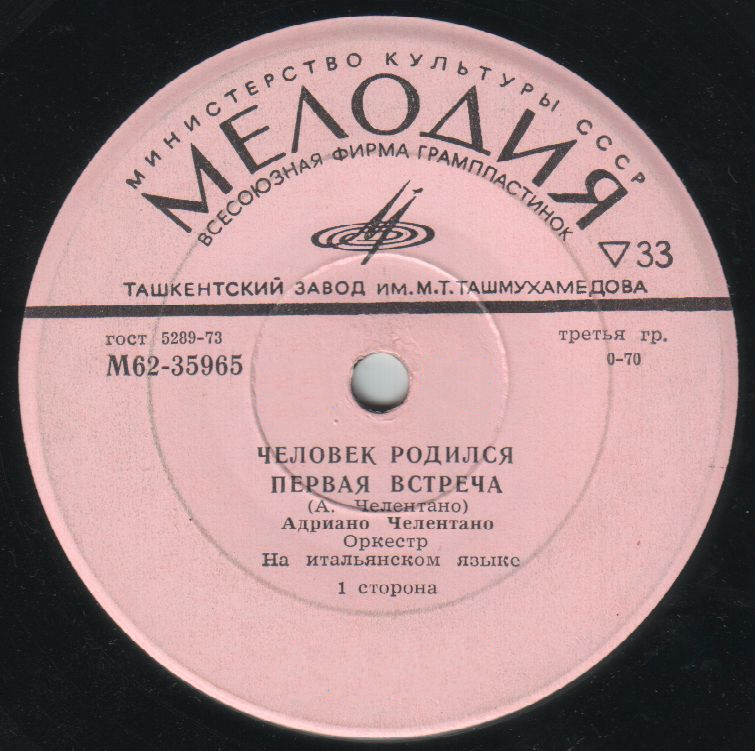 МИНИСТЕРСТВО КУЛЬТУРЫ СССР
МЕЛОДИЯ
ВСЕСОЮЗНАЯ ФИРМА ГРАМПЛАСТИНОК
▽33
ТАШКЕНТСКИЙ ЗАВОД ИМ.М.Т.ТАШМУХАМЕДОВА
гост 5289-73
третья гр.
М62-35965
0-70
ЧЕЛОВЕК РОДИЛСЯ
ПЕРВАЯ ВСТРЕЧА
(А. Челентано)
Адриано Челентано
Оркестр
На итальянском языке
1 сторона